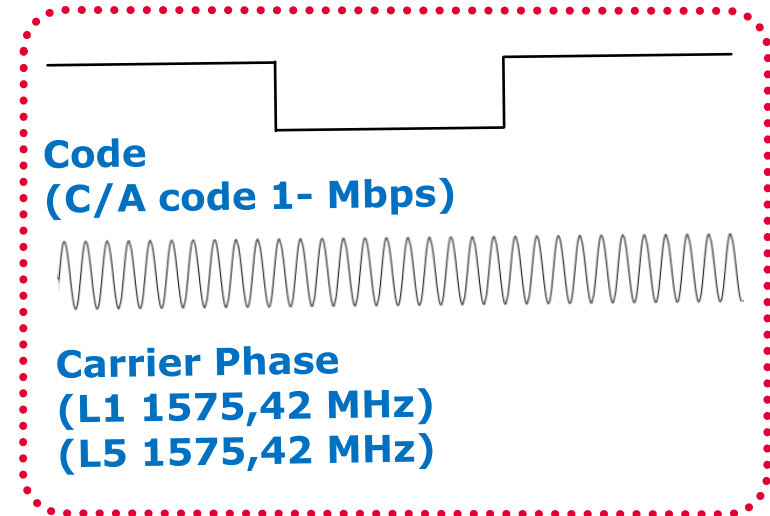 Code
(C/A code 1- Mbps)
Carrier Phase
(L1 1575,42 MHz)
(L5 1575,42 MHz)